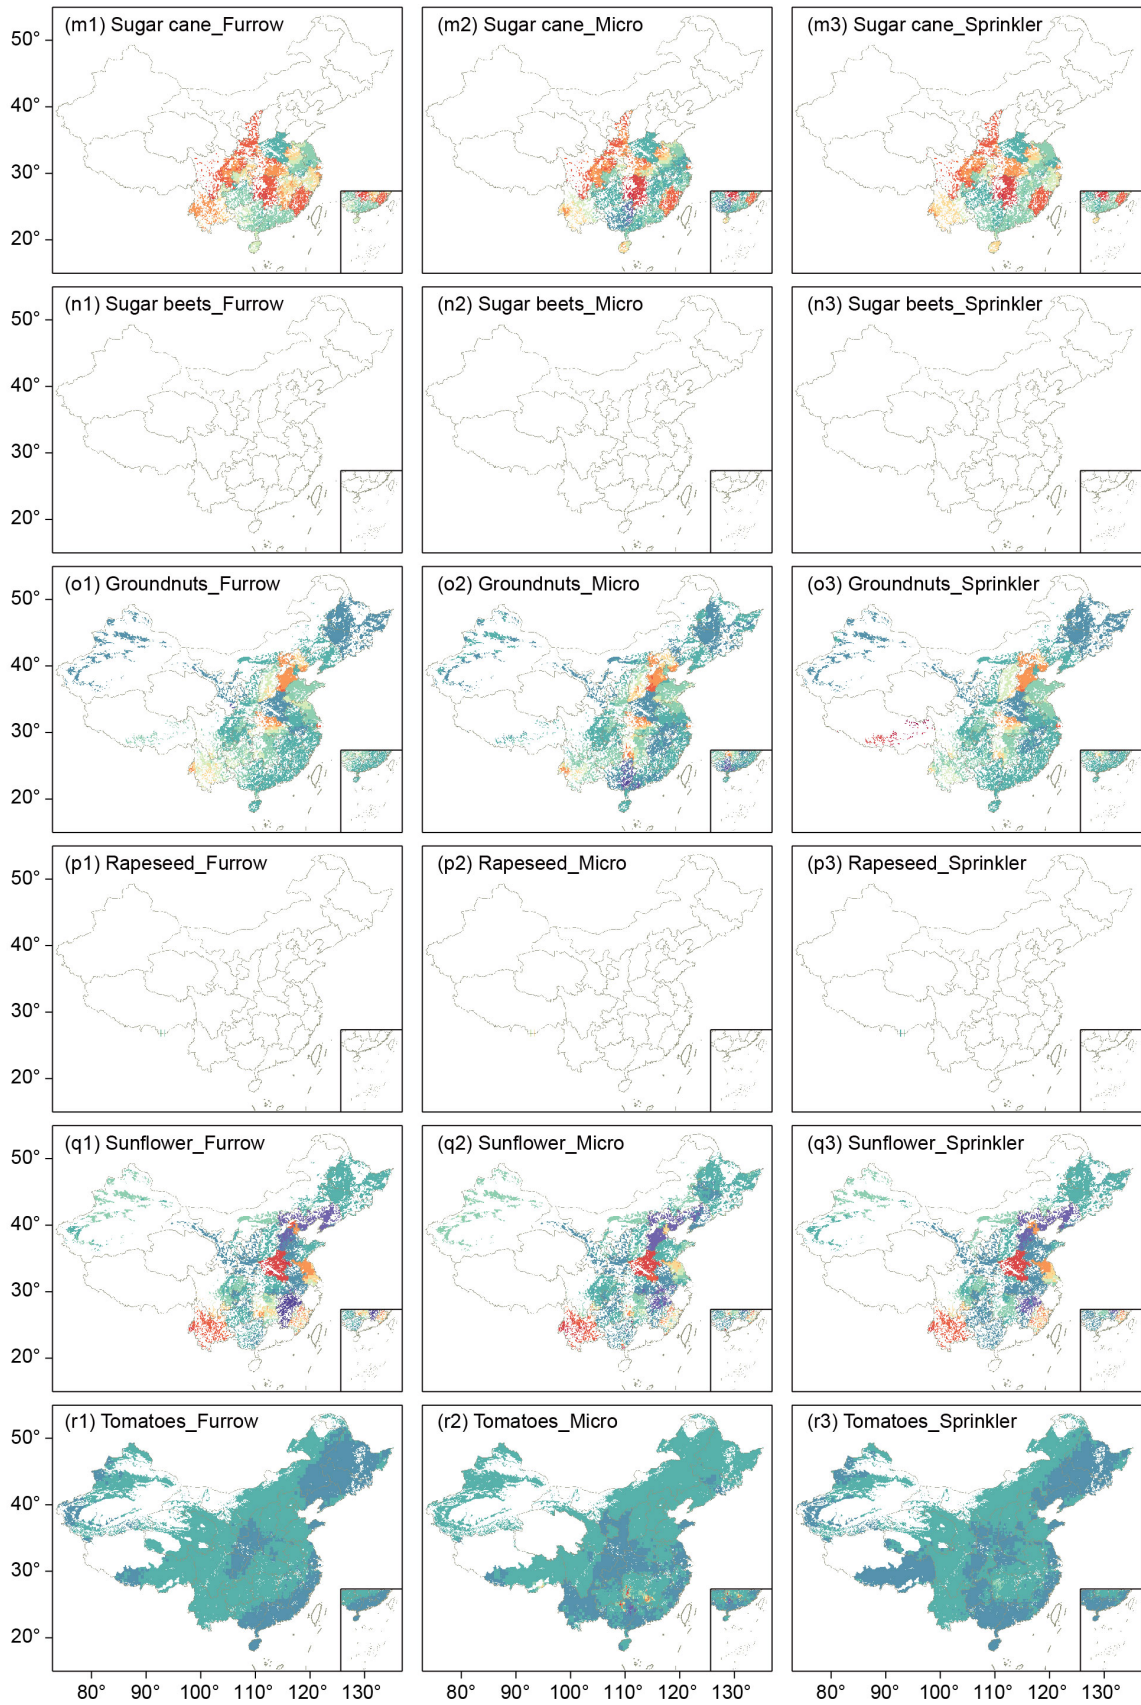 (m1) Sugar cane_Furrow
(m2) Sugar cane_Micro
(m3) Sugar cane_Sprinkler
50°
40°
30°
20°
(n1) Sugar beets_Furrow
(n2) Sugar beets_Micro
(n3) Sugar beets_Sprinkler
50°
40°
30°
20°
(o1) Groundnuts_Furrow
(o2) Groundnuts_Micro
(o3) Groundnuts_Sprinkler
50°
40°
30°
20°
(p1) Rapeseed_Furrow
(p2) Rapeseed_Micro
(p3) Rapeseed_Sprinkler
50°
40°
30°
20°
(q1) Sunflower_Furrow
(q2) Sunflower_Micro
(q3) Sunflower_Sprinkler
50°
40°
30°
20°
(r1) Tomatoes_Furrow
(r2) Tomatoes_Micro
(r3) Tomatoes_Sprinkler
50°
40°
30°
20°
80° 90° 100° 110° 120° 130°
80° 90° 100° 110° 120° 130°
80° 90° 100° 110° 120° 130°